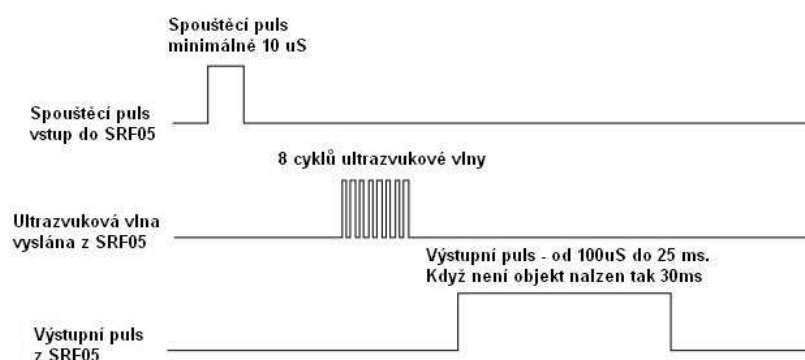 Spouštěcí puls
minimálně 10 uS
Spouštěcí puls
vstup do SRF05
8 cyklů ultrazvukové vlny
Ultrazvuková vlna
vyslána z SRF05
Výstupní puls - od 100uS do 25 ms.
Když není objekt nalzen tak 30ms
Výstupní puls
z SRF05